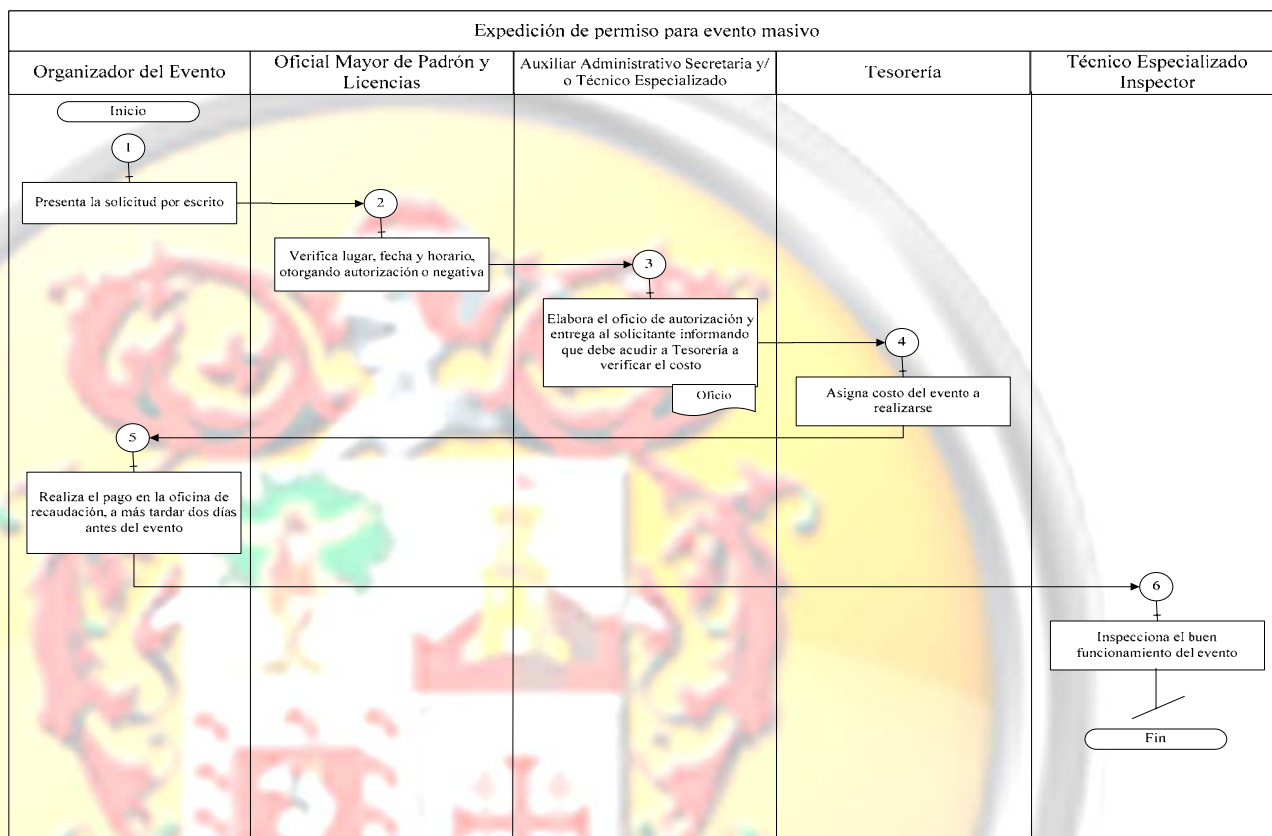 Expedición de permiso para evento masivo
Organizador del Evento
Oficial Mayor de Padrón y
Licencias
Auxiliar Administrativo Secretaria y/
o Técnico Especializado
Tesorería
Técnico Especializado
Inspector
Inicio
1
Presenta la solicitud por escrito
2
Verifica lugar, fecha y horario,
otorgando autorización o negativa
3
Elabora el oficio de autorización y
entrega al solicitante informando
que debe acudir a Tesorería a
verificar el costo
Oficio
4
Asigna costo del evento a
realizarse
5
Realiza el pago en la oficina de
recaudación, a más tardar dos días
antes del evento
6
Inspecciona el buen
funcionamiento del evento
Fin